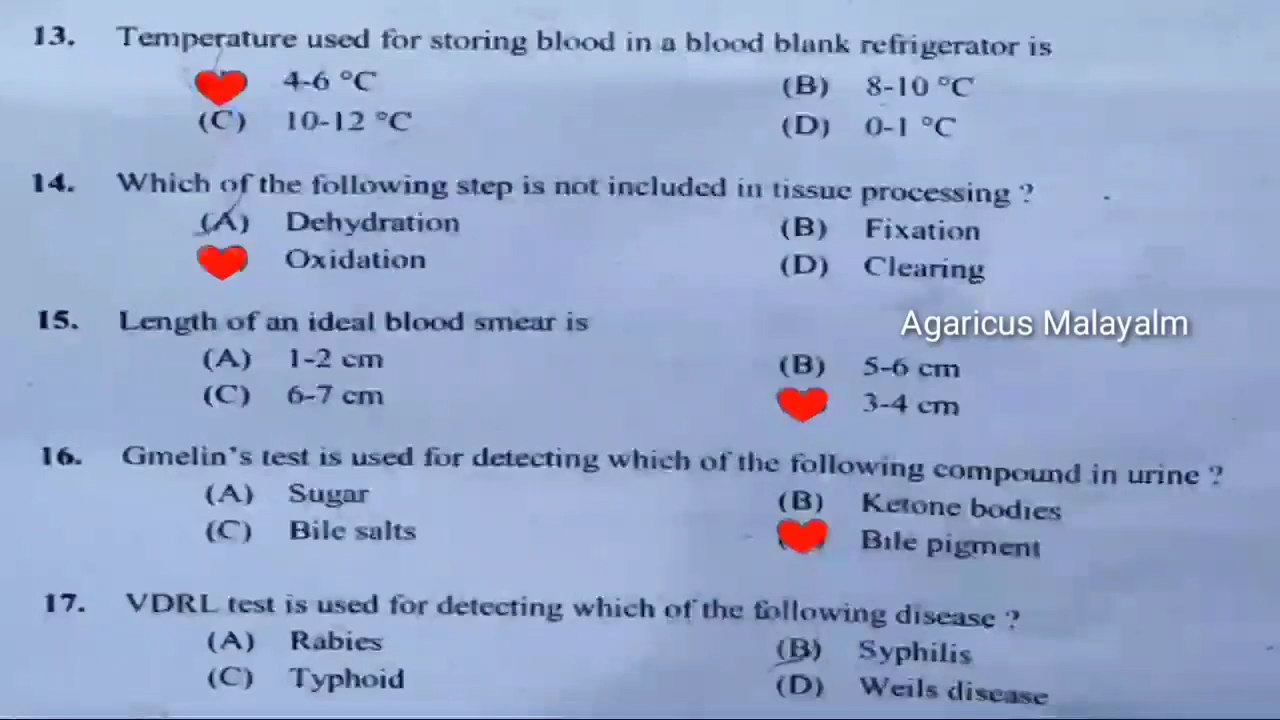 13. Temperature used for storing blood in a blood blank refrigerator is
4-6 °C (B) 8-10 °C
(C) 10-12 °C (D) 0-1 °C
14. Which of the following step is not included in tissue processing ?
(A) Dehydration (B) Fixation
Oxidation (D) Clearing
15. Length of an ideal blood smear is
Agaricus Malayalm
(A) 1-2 cm (B) 5-6 cm
(C) 6-7 cm 3-4 cm
16. Gmelin's test is used for detecting which of the following compound in urine ?
(A) Sugar (B) Ketone bodies
(C) Bile salts Bile pigment
17. VDRL test is used for detecting which of the following disease ?
(A) Rabies (B) Syphilis
(C) Typhoid (D) Weils disease